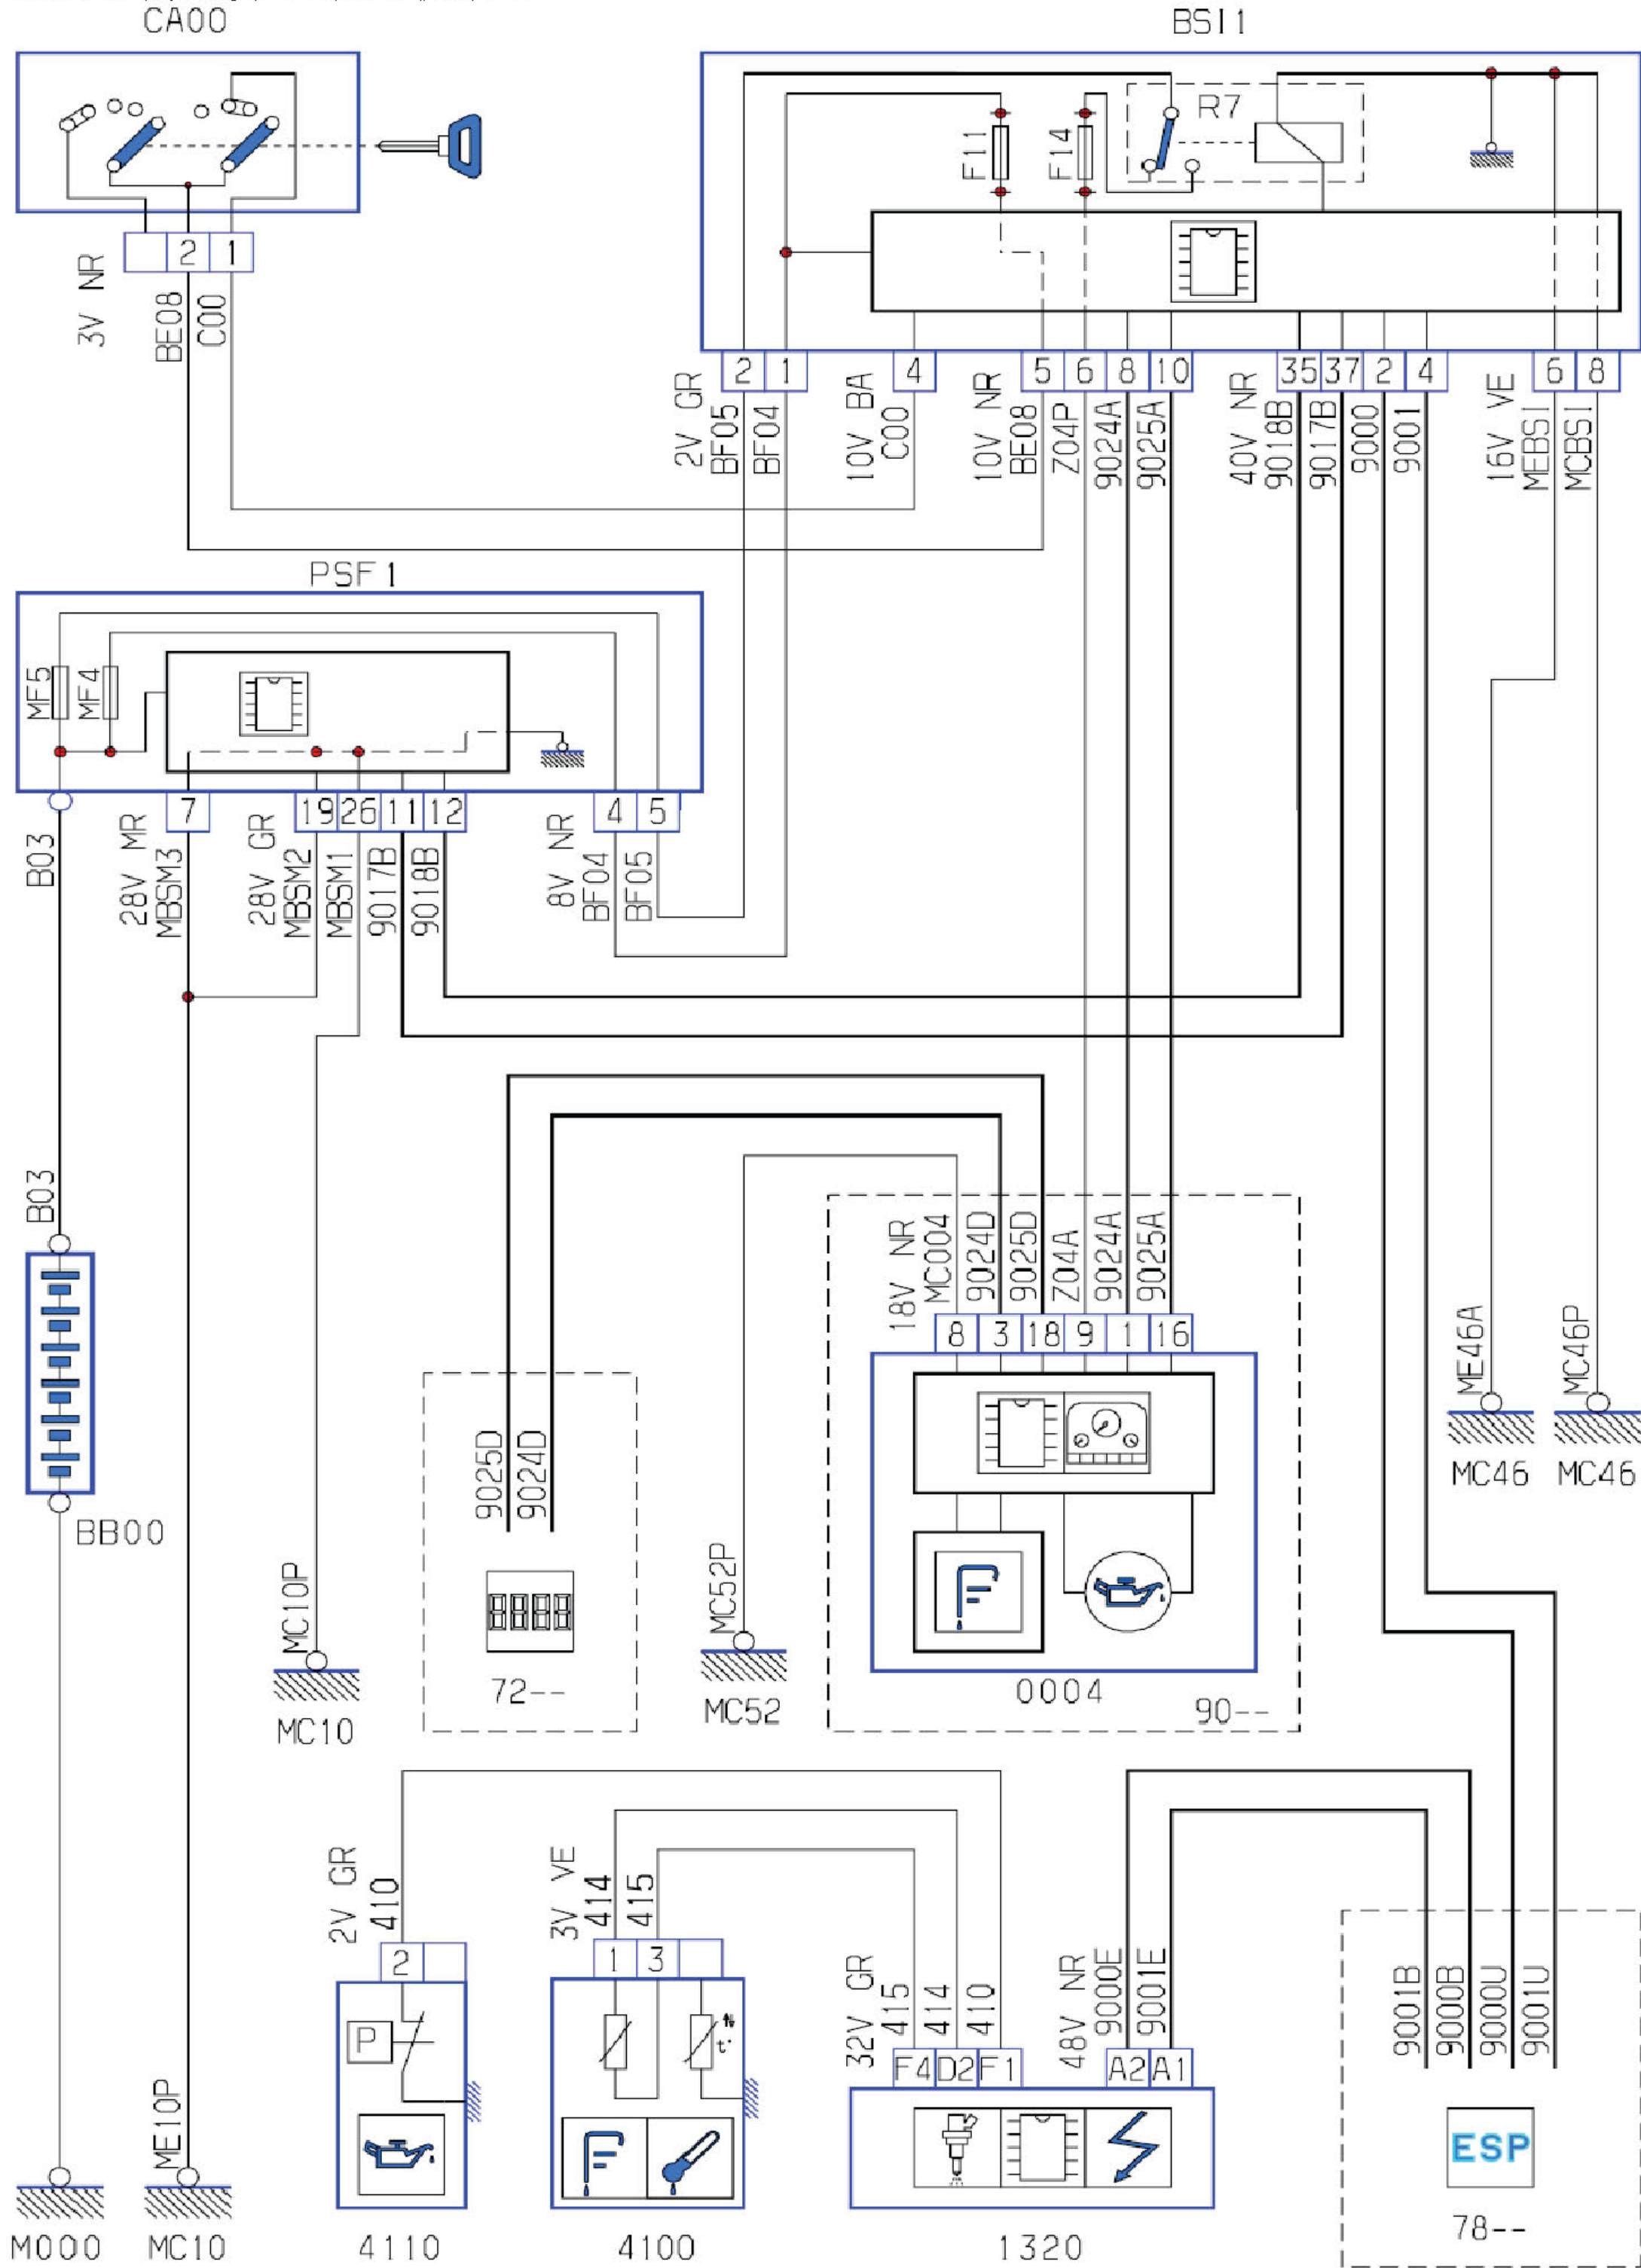 CA00
BSI1
R7
F11
F14
2
1
3V NR
BE08
C00
2
1
4
5
6
8
10
35
37
2
4
6
8
2V GR
BF05
BF04
10V BA
C00
10V NR
BE08
Z04P
9024A
9025A
40V NR
9018B
9017B
9000
9001
16V VE
MEBSI
MCBSI
PSF1
MF5
MF4
7
19
26
11
12
4
5
B03
28V MR
MBSM3
28V GR
MBSM2
MBSM1
9017B
9018B
8V NR
BF04
BF05
B03
18V NR
MC004
9024D
9025D
Z04A
9024A
9025A
8
3
18
9
1
16
ME46A
MC46P
MC46
MC46
9025D
9024D
BB00
MC10P
MC52P
72--
0004
90--
MC52
MC10
2V GR
410
3V VE
414
415
2
1
3
32V GR
415
414
410
48V NR
9000E
9001E
9001B
9000B
9000U
9001U
P
t°
F4
D2
F1
A2
A1
ME10P
ESP
78--
M000
MC10
4110
4100
1320